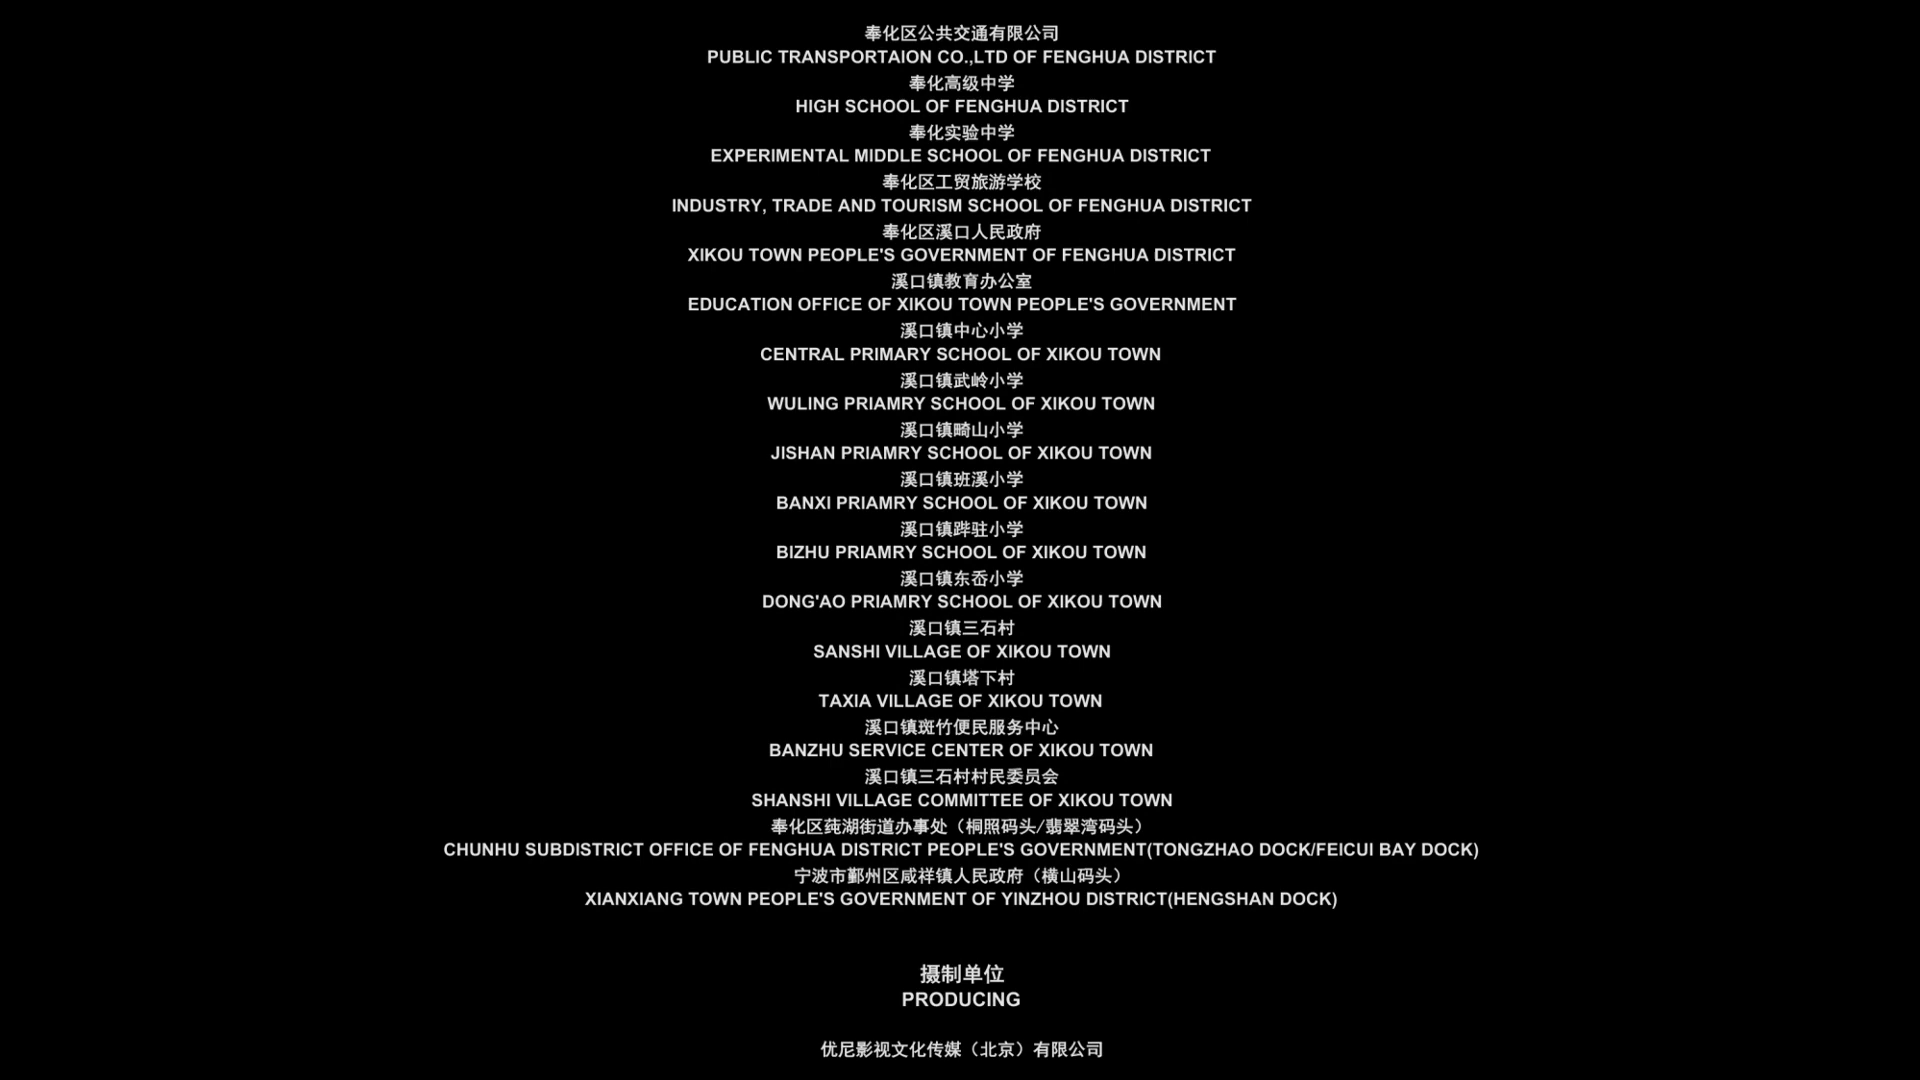 奉化区公共交通有限公司
PUBLIC TRANSPORTAION CO.,LTD OF FENGHUA DISTRICT
奉化高级中学
HIGH SCHOOL OF FENGHUA DISTRICT
奉化实验中学
EXPERIMENTAL MIDDLE SCHOOL OF FENGHUA DISTRICT
奉化区工贸旅游学校
INDUSTRY, TRADE AND TOURISM SCHOOL OF FENGHUA DISTRICT
奉化区溪口人民政府
XIKOU TOWN PEOPLE'S GOVERNMENT OF FENGHUA DISTRICT
溪口镇教育办公室
EDUCATION OFFICE OF XIKOU TOWN PEOPLE'S GOVERNMENT
溪口镇中心小学
CENTRAL PRIMARY SCHOOL OF XIKOU TOWN
溪口镇武岭小学
WULING PRIAMRY SCHOOL OF XIKOU TOWN
溪口镇畸山小学
JISHAN PRIAMRY SCHOOL OF XIKOU TOWN
溪口镇班溪小学
BANXI PRIAMRY SCHOOL OF XIKOU TOWN
溪口镇跸驻小学
BIZHU PRIAMRY SCHOOL OF XIKOU TOWN
溪口镇东岙小学
DONG'AO PRIAMRY SCHOOL OF XIKOU TOWN
溪口镇三石村
SANSHI VILLAGE OF XIKOU TOWN
溪口镇塔下村
TAXIA VILLAGE OF XIKOU TOWN
溪口镇斑竹便民服务中心
BANZHU SERVICE CENTER OF XIKOU TOWN
溪口镇三石村村民委员会
SHANSHI VILLAGE COMMITTEE OF XIKOU TOWN
奉化区莼湖街道办事处（桐照码头/翡翠湾码头）
CHUNHU SUBDISTRICT OFFICE OF FENGHUA DISTRICT PEOPLE'S GOVERNMENT(TONGZHAO DOCK/FEICUI BAY DOCK)
宁波市鄞州区咸祥镇人民政府（横山码头）
XIANXIANG TOWN PEOPLE'S GOVERNMENT OF YINZHOU DISTRICT(HENGSHAN DOCK)
摄制单位
PRODUCING
优尼影视文化传媒（北京）有限公司